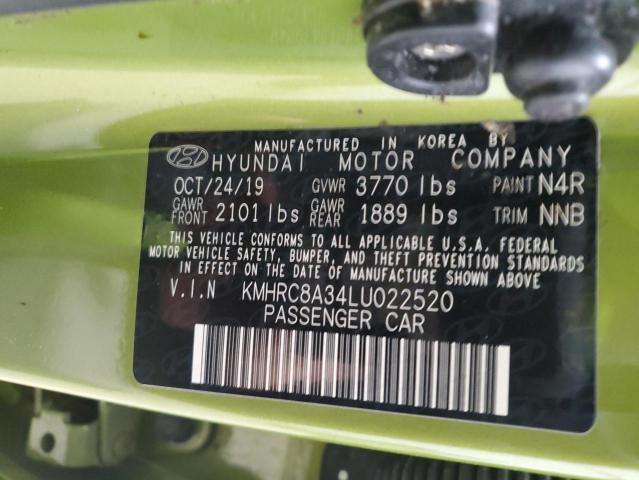 MANUFACTURED IN KOREA BY
HYUNDAI MOTOR COMPANY
OCT/24/19 GVWR 3770 lbs PAINT N4R
GAWR FRONT 2101 lbs GAWR REAR 1889 lbs TRIM NNB
THIS VEHICLE CONFORMS TO ALL APPLICABLE U.S.A. FEDERAL
MOTOR VEHICLE SAFETY, BUMPER, AND THEFT PREVENTION STANDARDS
IN EFFECT ON THE DATE OF MANUFACTURE SHOWN ABOVE
V.I.N KMHRC8A34LU022520
PASSENGER CAR